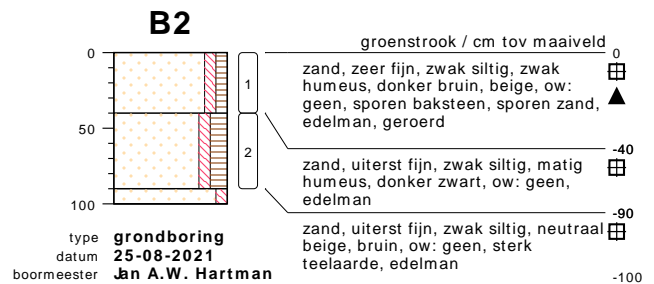 B2
groenstrook / cm tov maaiveld
0
0
zand, zeer fijn, zwak siltig, zwak
humeus, donker bruin, beige, ow:
geen, sporen baksteen, sporen zand,
edelman, geroerd
1
50
-40
2
zand, uiterst fijn, zwak siltig, matig
humeus, donker zwart, ow: geen,
edelman
100
-90
zand, uiterst fijn, zwak siltig, neutraal
beige, bruin, ow: geen, sterk
teelaarde, edelman
-100
type grondboring
datum 25-08-2021
boormeester Jan A.W. Hartman